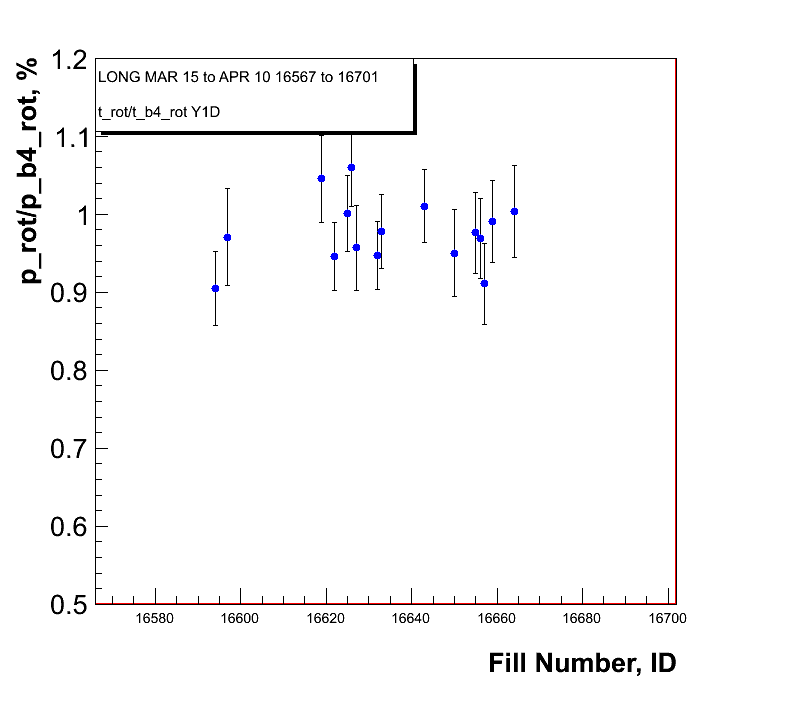 LONG MAR 15 to APR 10 16567 to 16701
t_rot/t_b4_rot Y1D
p_rot/p_b4_rot, %
1.2
1.1
1
0.9
0.8
0.7
0.6
0.5
16580 16600 16620 16640 16660 16680 16700
Fill Number, ID